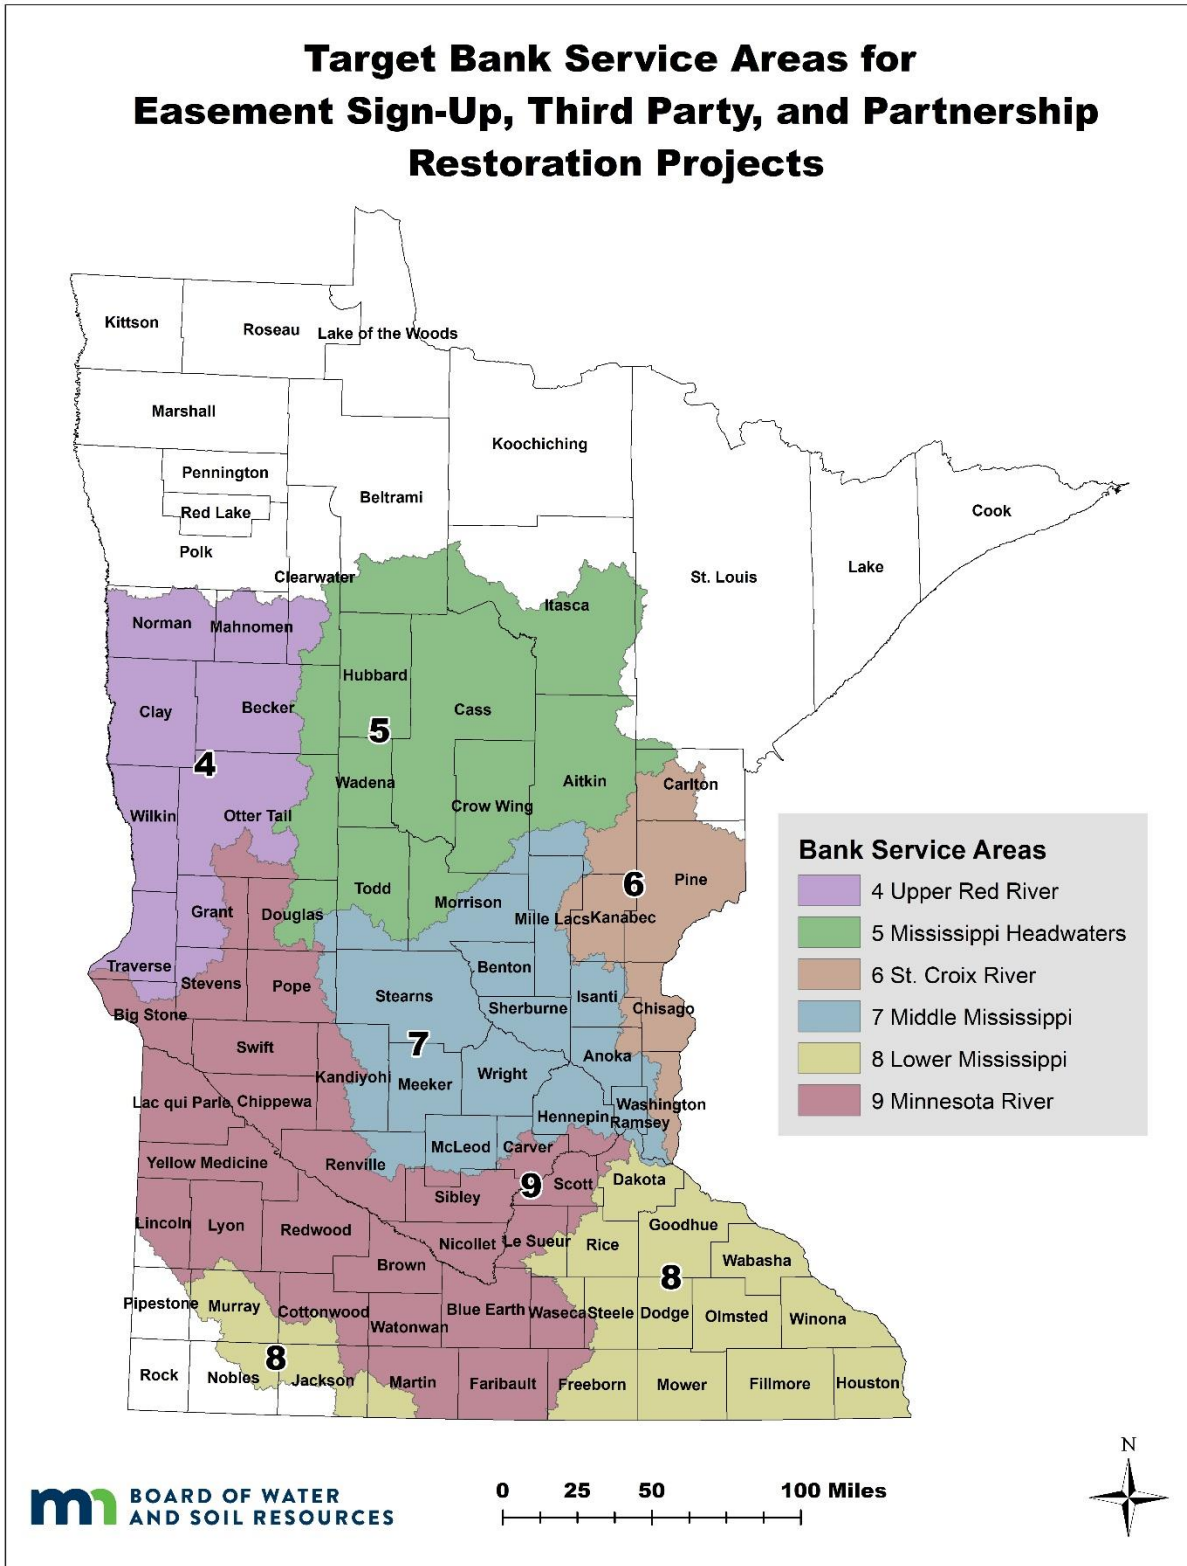 Target Bank Service Areas for
Easement Sign-Up, Third Party, and Partnership
Restoration Projects
Kittson
Roseau
Lake of the Woods
Marshall
Koochiching
Pennington
Beltrami
Red Lake
Cook
Polk
Lake
St. Louis
Clearwater
Itasca
Norman
Mahnomen
Hubbard
Becker
Cass
Clay
5
4
Wadena
Aitkin
Carlton
Crow Wing
Wilkin
Otter Tail
Pine
6
Todd
Morrison
Grant
Douglas
Mille Lacs
Kanabec
Traverse
Benton
Stevens
Pope
Stearns
Isanti
Sherburne
Chisago
Big Stone
7
Swift
Anoka
Wright
Kandiyohi
Meeker
Lac qui Parle
Chippewa
Washington
Hennepin
Ramsey
McLeod
Carver
Yellow Medicine
Renville
Dakota
Scott
9
Sibley
Lincoln
Lyon
Redwood
Goodhue
Nicollet
Le Sueur
Rice
Wabasha
Brown
8
Pipestone
Murray
Cottonwood
Blue Earth
Waseca
Steele
Dodge
Olmsted
Winona
Watonwan
8
Rock
Nobles
Jackson
Martin
Faribault
Freeborn
Mower
Fillmore
Houston
Bank Service Areas
4 Upper Red River
5 Mississippi Headwaters
6 St. Croix River
7 Middle Mississippi
8 Lower Mississippi
9 Minnesota River
N
0 25 50 100 Miles
mn BOARD OF WATER
AND SOIL RESOURCES